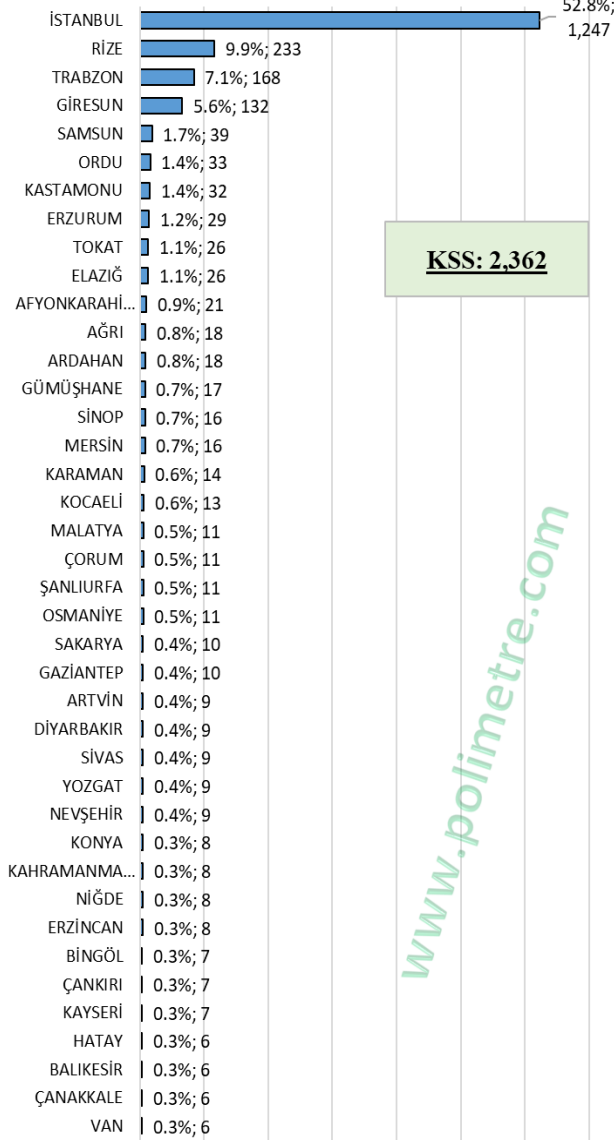 İSTANBUL 52.8%; 1,247
RİZE 9.9%; 233
TRABZON 7.1%; 168
GİRESUN 5.6%; 132
SAMSUN 1.7%; 39
ORDU 1.4%; 33
KASTAMONU 1.4%; 32
ERZURUM 1.2%; 29
TOKAT 1.1%; 26
ELAZIĞ 1.1%; 26
KSS: 2,362
AFYONKARAHİ... 0.9%; 21
AĞRI 0.8%; 18
ARDAHAN 0.8%; 18
GÜMÜŞHANE 0.7%; 17
SİNOP 0.7%; 16
MERSİN 0.7%; 16
KARAMAN 0.6%; 14
KOCAELİ 0.6%; 13
MALATYA 0.5%; 11
ÇORUM 0.5%; 11
ŞANLIURFA 0.5%; 11
OSMANİYE 0.5%; 11
SAKARYA 0.4%; 10
GAZİANTEP 0.4%; 10
ARTVİN 0.4%; 9
DİYARBAKIR 0.4%; 9
SİVAS 0.4%; 9
YOZGAT 0.4%; 9
NEVŞEHİR 0.4%; 9
KONYA 0.3%; 8
KAHRAMANMA... 0.3%; 8
NİĞDE 0.3%; 8
ERZİNCAN 0.3%; 8
BİNGÖL 0.3%; 7
ÇANKIRI 0.3%; 7
KAYSERİ 0.3%; 7
HATAY 0.3%; 6
BALIKESİR 0.3%; 6
ÇANAKKALE 0.3%; 6
VAN 0.3%; 6
www.polimetre.com